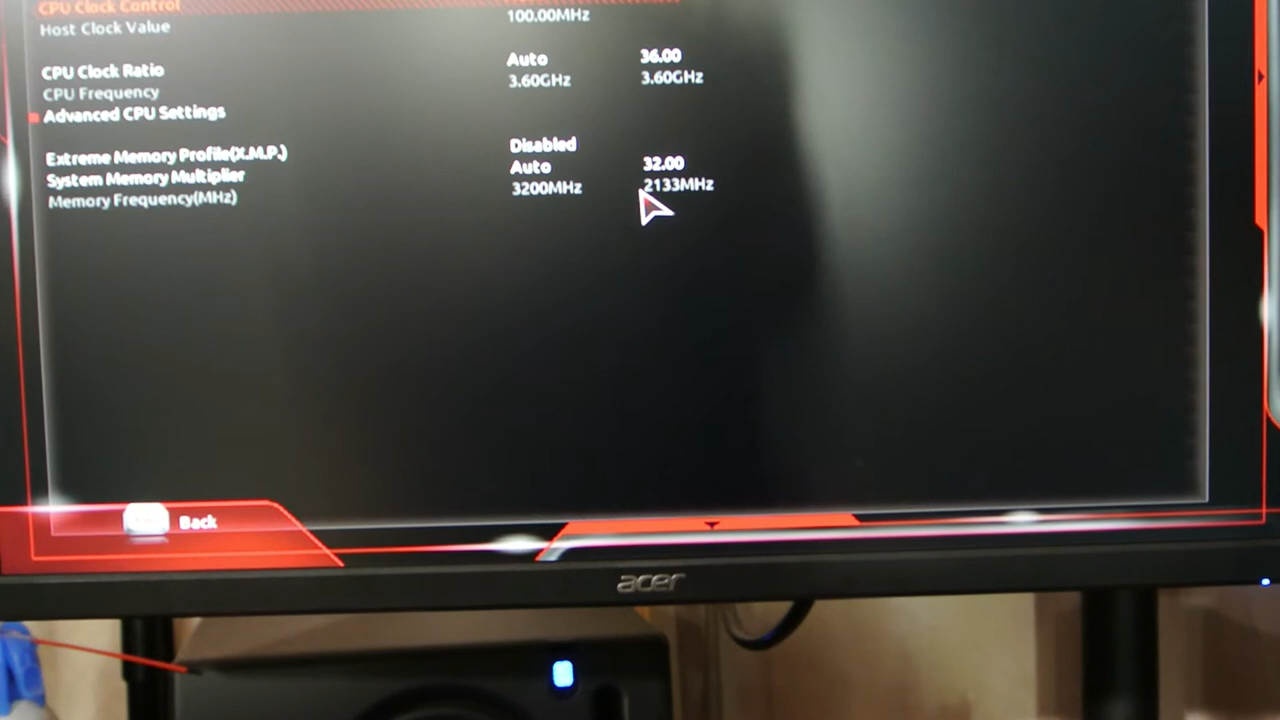 CPU Clock Control
Host Clock Value 100.00MHz
CPU Clock Ratio Auto 36.00
CPU Frequency 3.60GHz 3.60GHz
Advanced CPU Settings
Extreme Memory Profile(X.M.P.) Disabled
System Memory Multiplier Auto 32.00
Memory Frequency(MHz) 3200MHz 2133MHz
Back
acer